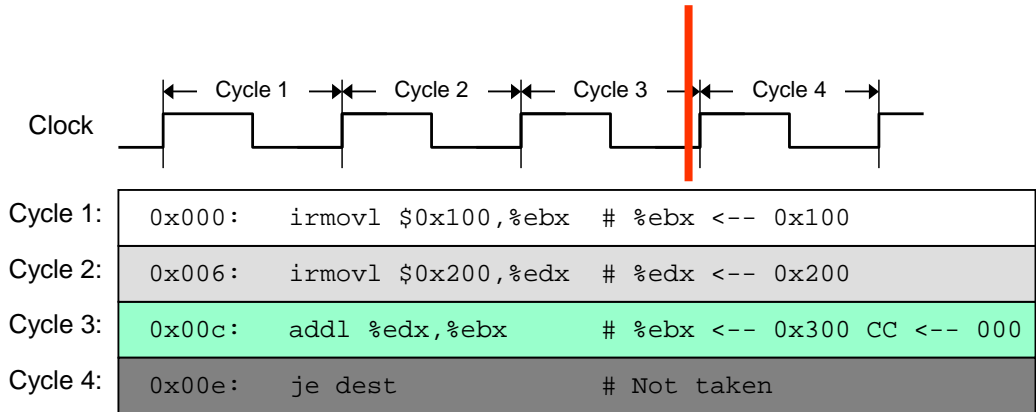 Cycle 1 Cycle 2 Cycle 3 Cycle 4
Clock
Cycle 1: 0x000: irmovl $0x100,%ebx # %ebx <-- 0x100
Cycle 2: 0x006: irmovl $0x200,%edx # %edx <-- 0x200
Cycle 3: 0x00c: addl %edx,%ebx # %ebx <-- 0x300 CC <-- 000
Cycle 4: 0x00e: je dest # Not taken